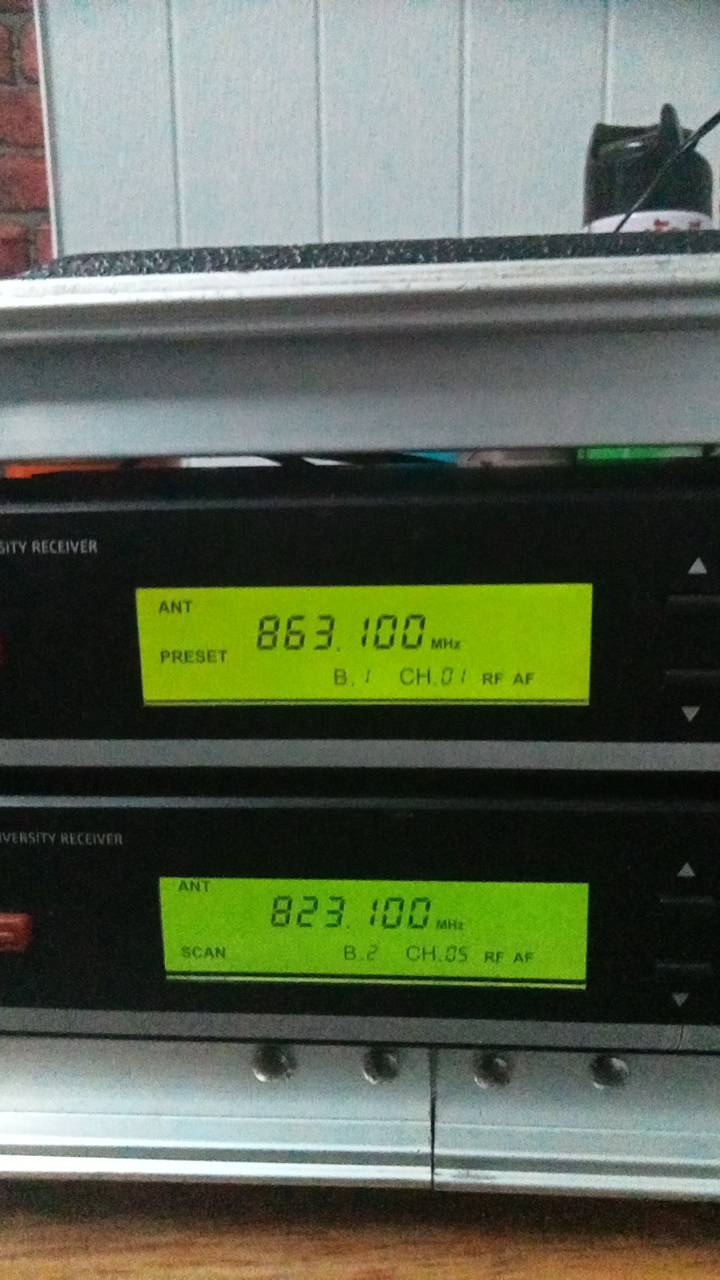 SITY RECEIVER
ANT
863.100 MHz
PRESET
B.1 CH.01 RF AF
IVERSITY RECEIVER
ANT
823.100 MHz
SCAN B.2 CH.05 RF AF